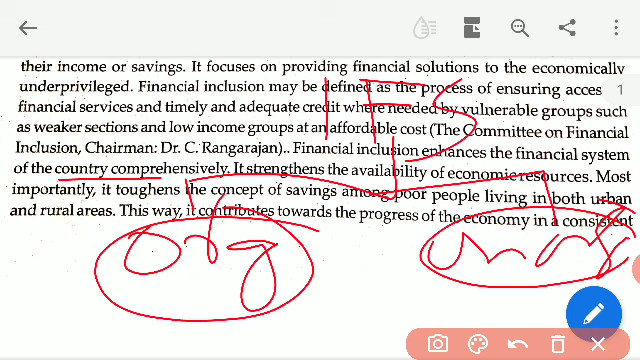 1
their income or savings. It focuses on providing financial solutions to the economically
underprivileged. Financial inclusion may be defined as the process of ensuring access
financial services and timely and adequate credit where needed by vulnerable groups such
as weaker sections and low income groups at an affordable cost (The Committee on Financial
Inclusion, Chairman: Dr. C. Rangarajan).. Financial inclusion enhances the financial system
of the country comprehensively. It strengthens the availability of economic resources. Most
importantly, it toughens the concept of savings among poor people living in both urban
and rural areas. This way, it contributes towards the progress of the economy in a consistent
IFS
Org